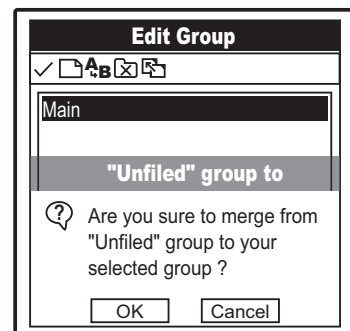 Edit Group
Main
"Unfiled" group to
Are you sure to merge from
"Unfiled" group to your
selected group ?
OK Cancel